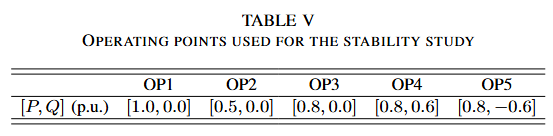 TABLE V
OPERATING POINTS USED FOR THE STABILITY STUDY
OP1 OP2 OP3 OP4 OP5
[P, Q] (p.u.) [1.0, 0.0] [0.5, 0.0] [0.8, 0.0] [0.8, 0.6] [0.8, −0.6]